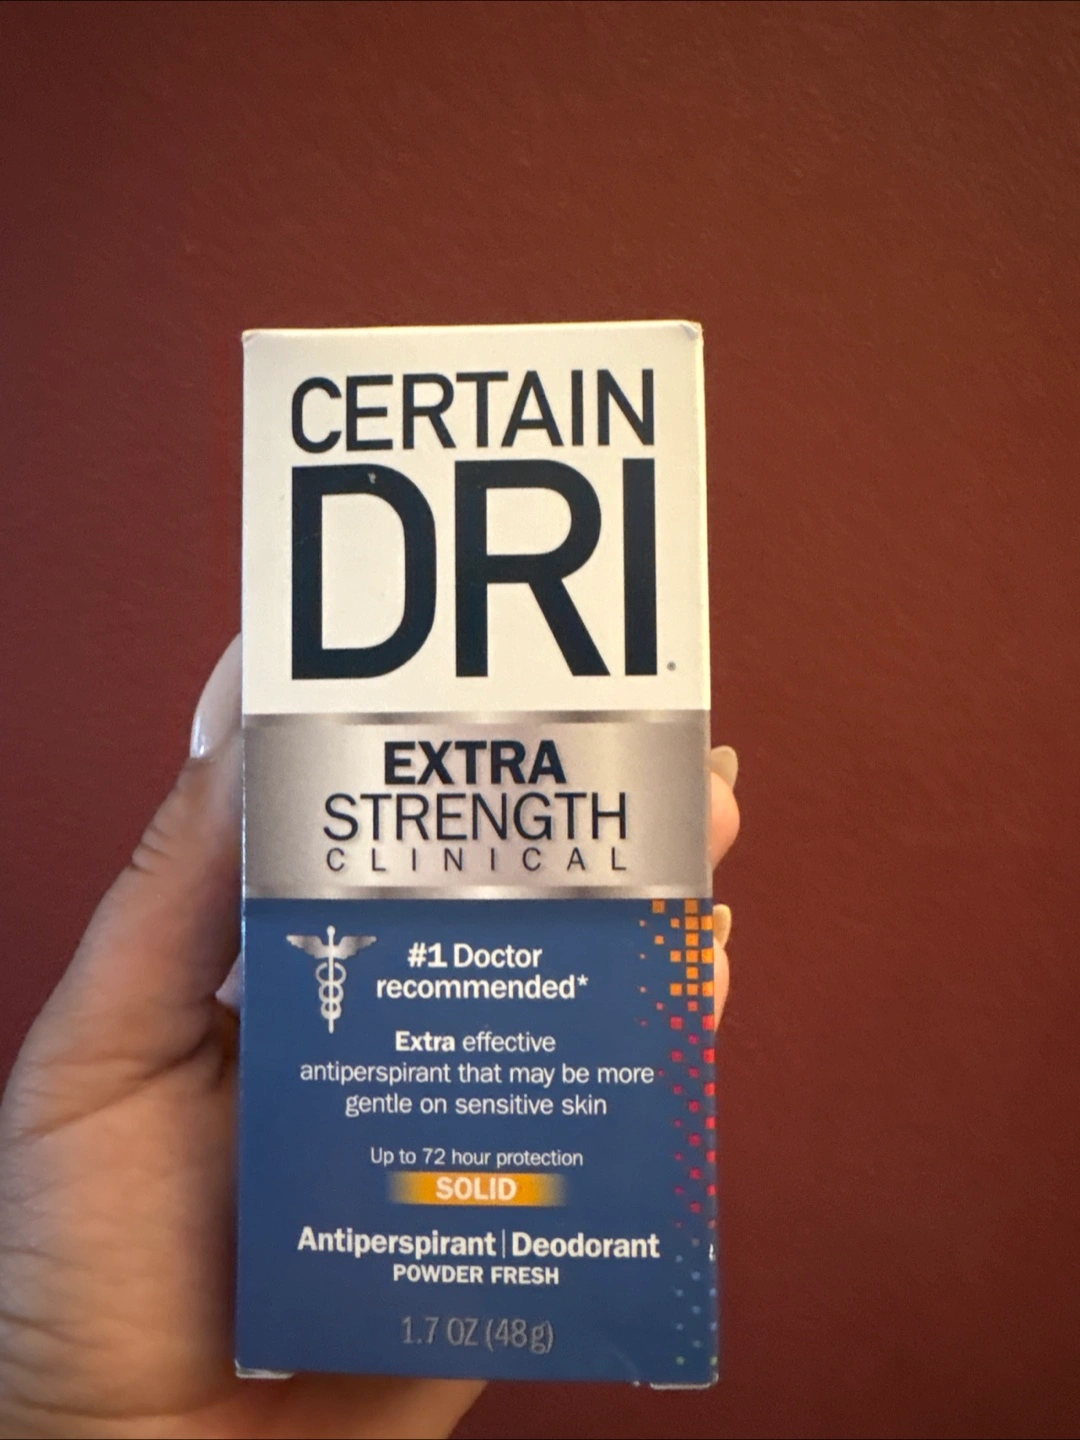 CERTAIN
DRI®
EXTRA
STRENGTH
CLINICAL
#1 Doctor
recommended*
Extra effective
antiperspirant that may be more
gentle on sensitive skin
Up to 72 hour protection
SOLID
Antiperspirant | Deodorant
POWDER FRESH
1.7 OZ (48g)